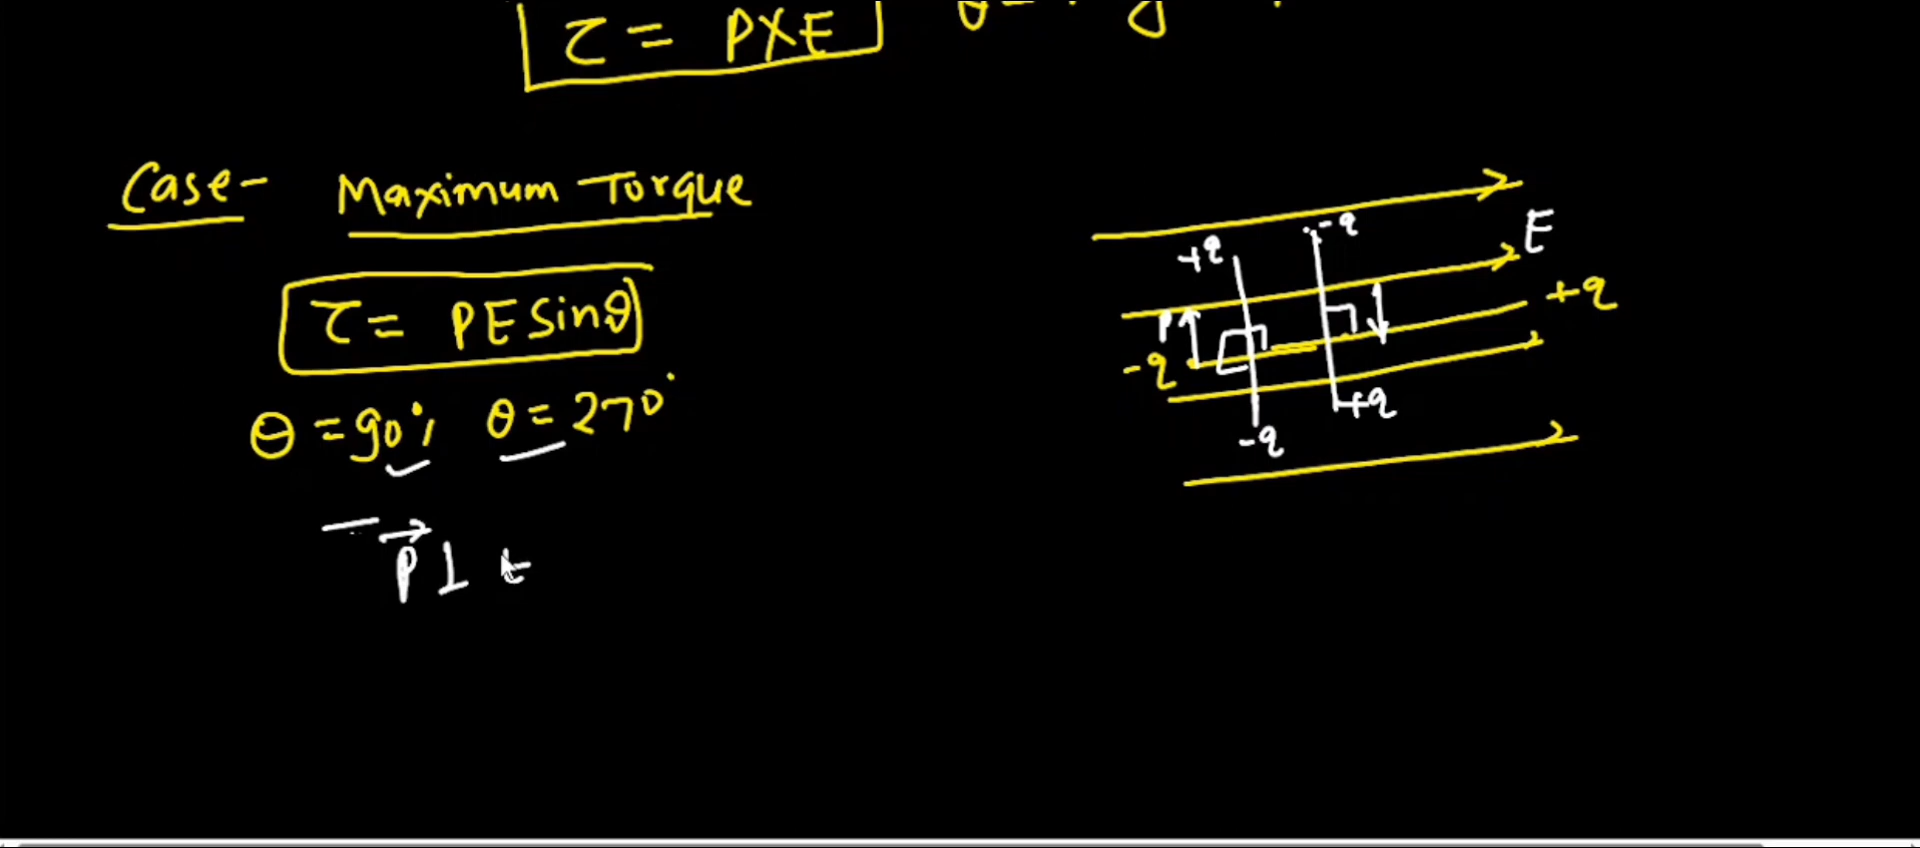 τ = P×E
Case- Maximum Torque
τ = PE Sinθ
θ = 90°, θ = 270°
P ⊥
+q
-q
E
+q
P
-q
+q
-q